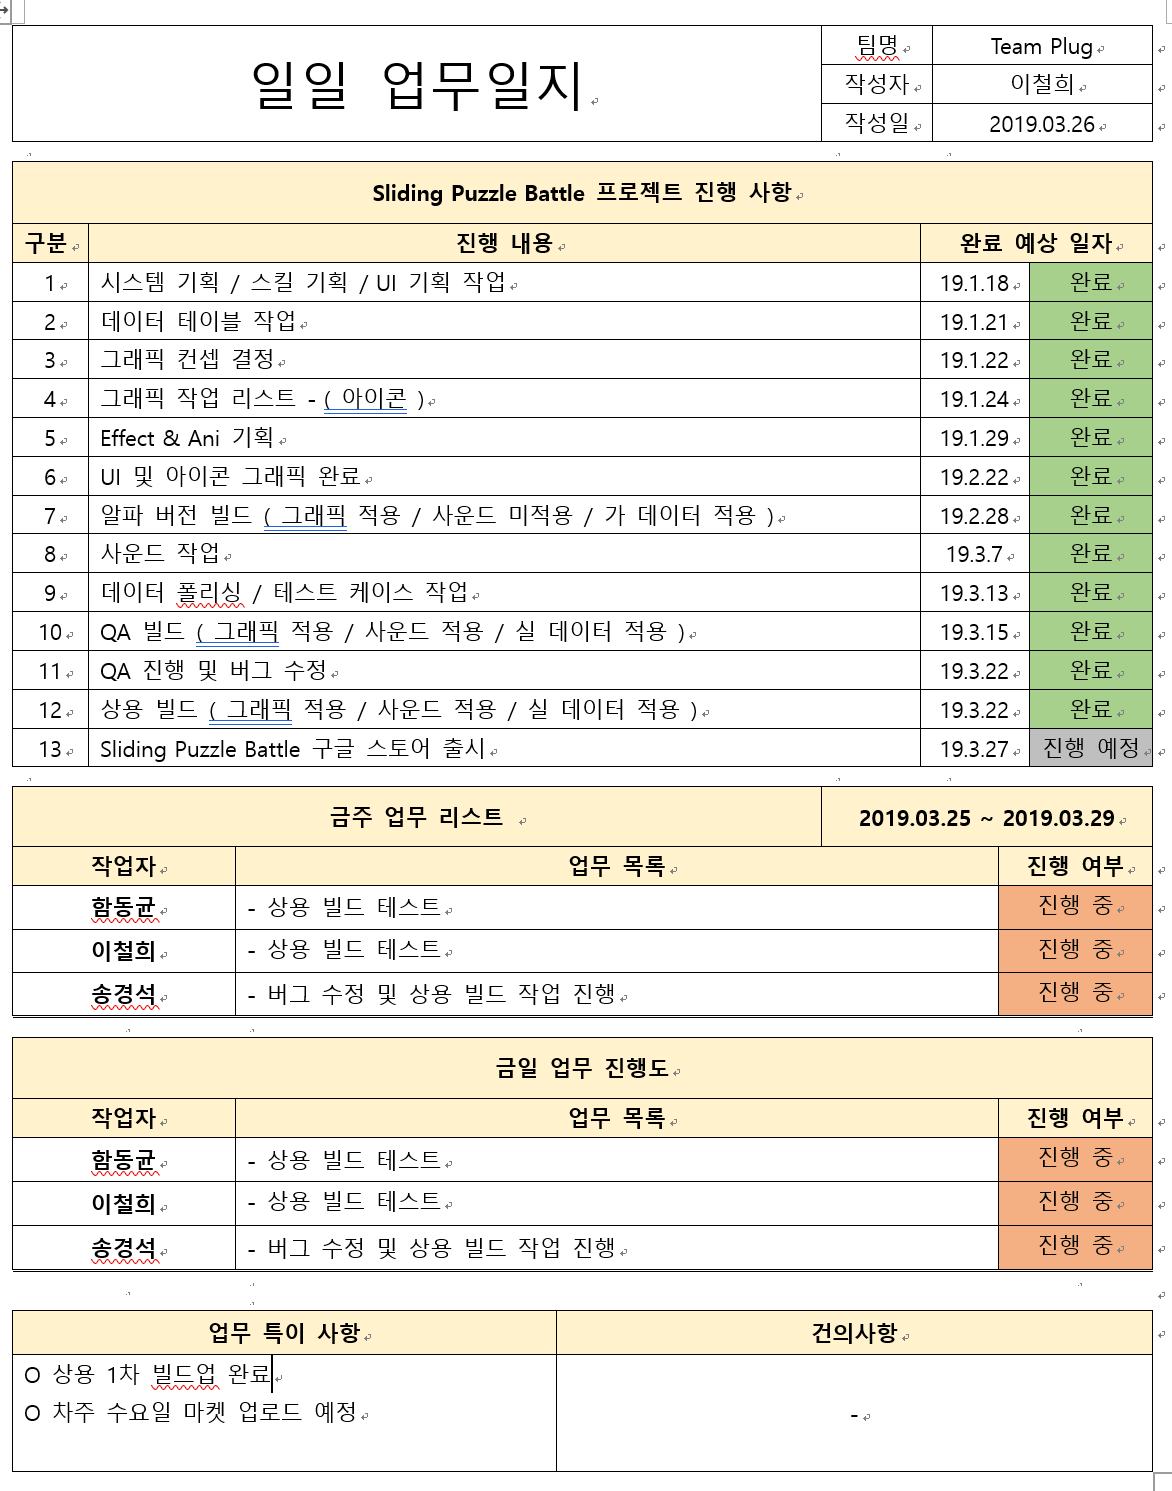 일일 업무일지
팀명 Team Plug
작성자 이철희
작성일 2019.03.26
Sliding Puzzle Battle 프로젝트 진행 사항
구분 진행 내용 완료 예상 일자
1 시스템 기획 / 스킬 기획 / UI 기획 작업 19.1.18 완료
2 데이터 테이블 작업 19.1.21 완료
3 그래픽 컨셉 결정 19.1.22 완료
4 그래픽 작업 리스트 - ( 아이콘 ) 19.1.24 완료
5 Effect & Ani 기획 19.1.29 완료
6 UI 및 아이콘 그래픽 완료 19.2.22 완료
7 알파 버전 빌드 ( 그래픽 적용 / 사운드 미적용 / 가 데이터 적용 ) 19.2.28 완료
8 사운드 작업 19.3.7 완료
9 데이터 폴리싱 / 테스트 케이스 작업 19.3.13 완료
10 QA 빌드 ( 그래픽 적용 / 사운드 적용 / 실 데이터 적용 ) 19.3.15 완료
11 QA 진행 및 버그 수정 19.3.22 완료
12 상용 빌드 ( 그래픽 적용 / 사운드 적용 / 실 데이터 적용 ) 19.3.22 완료
13 Sliding Puzzle Battle 구글 스토어 출시 19.3.27 진행 예정
금주 업무 리스트 2019.03.25 ~ 2019.03.29
작업자 업무 목록 진행 여부
함동균 - 상용 빌드 테스트 진행 중
이철희 - 상용 빌드 테스트 진행 중
송경석 - 버그 수정 및 상용 빌드 작업 진행 진행 중
금일 업무 진행도
작업자 업무 목록 진행 여부
함동균 - 상용 빌드 테스트 진행 중
이철희 - 상용 빌드 테스트 진행 중
송경석 - 버그 수정 및 상용 빌드 작업 진행 진행 중
업무 특이 사항 건의사항
O 상용 1차 빌드업 완료
O 차주 수요일 마켓 업로드 예정
-